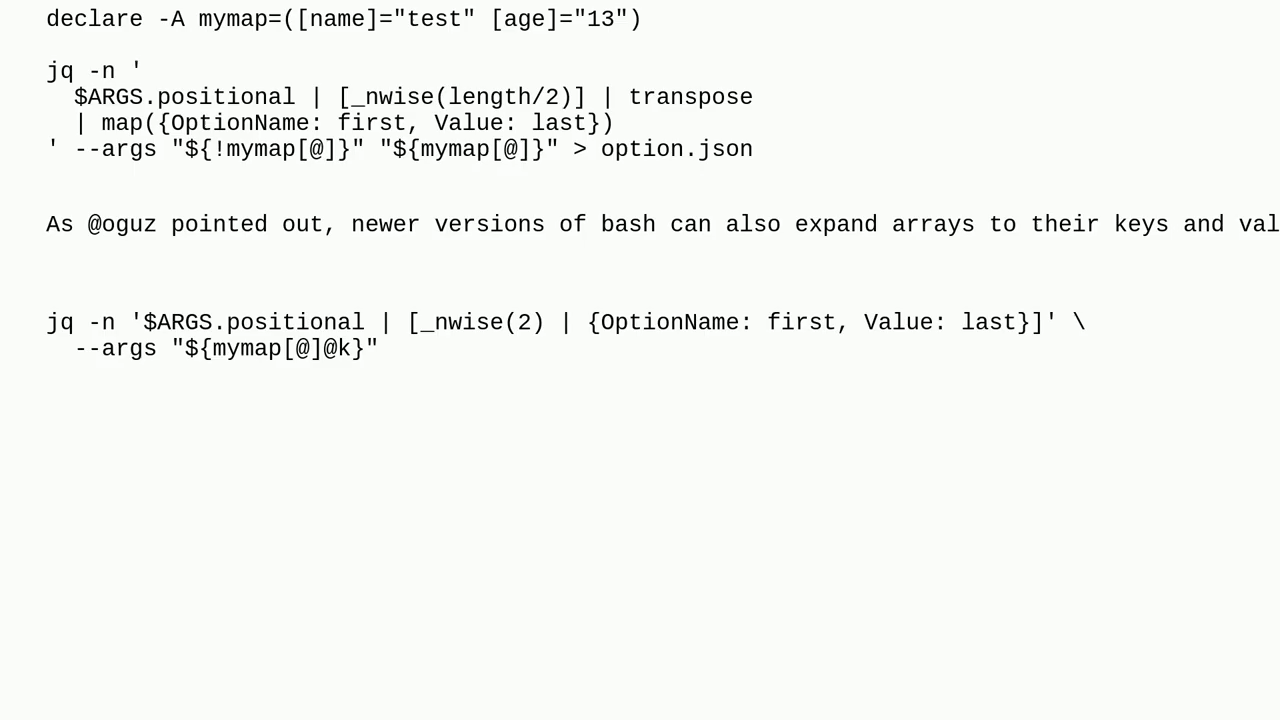 declare -A mymap=([name]="test" [age]="13")
jq -n '
  $ARGS.positional | [_nwise(length/2)] | transpose
  | map({OptionName: first, Value: last})
' --args "${!mymap[@]}" "${mymap[@]}" > option.json
As @oguz pointed out, newer versions of bash can also expand arrays to their keys and val
jq -n '$ARGS.positional | [_nwise(2) | {OptionName: first, Value: last}]' \
  --args "${mymap[@]@k}"